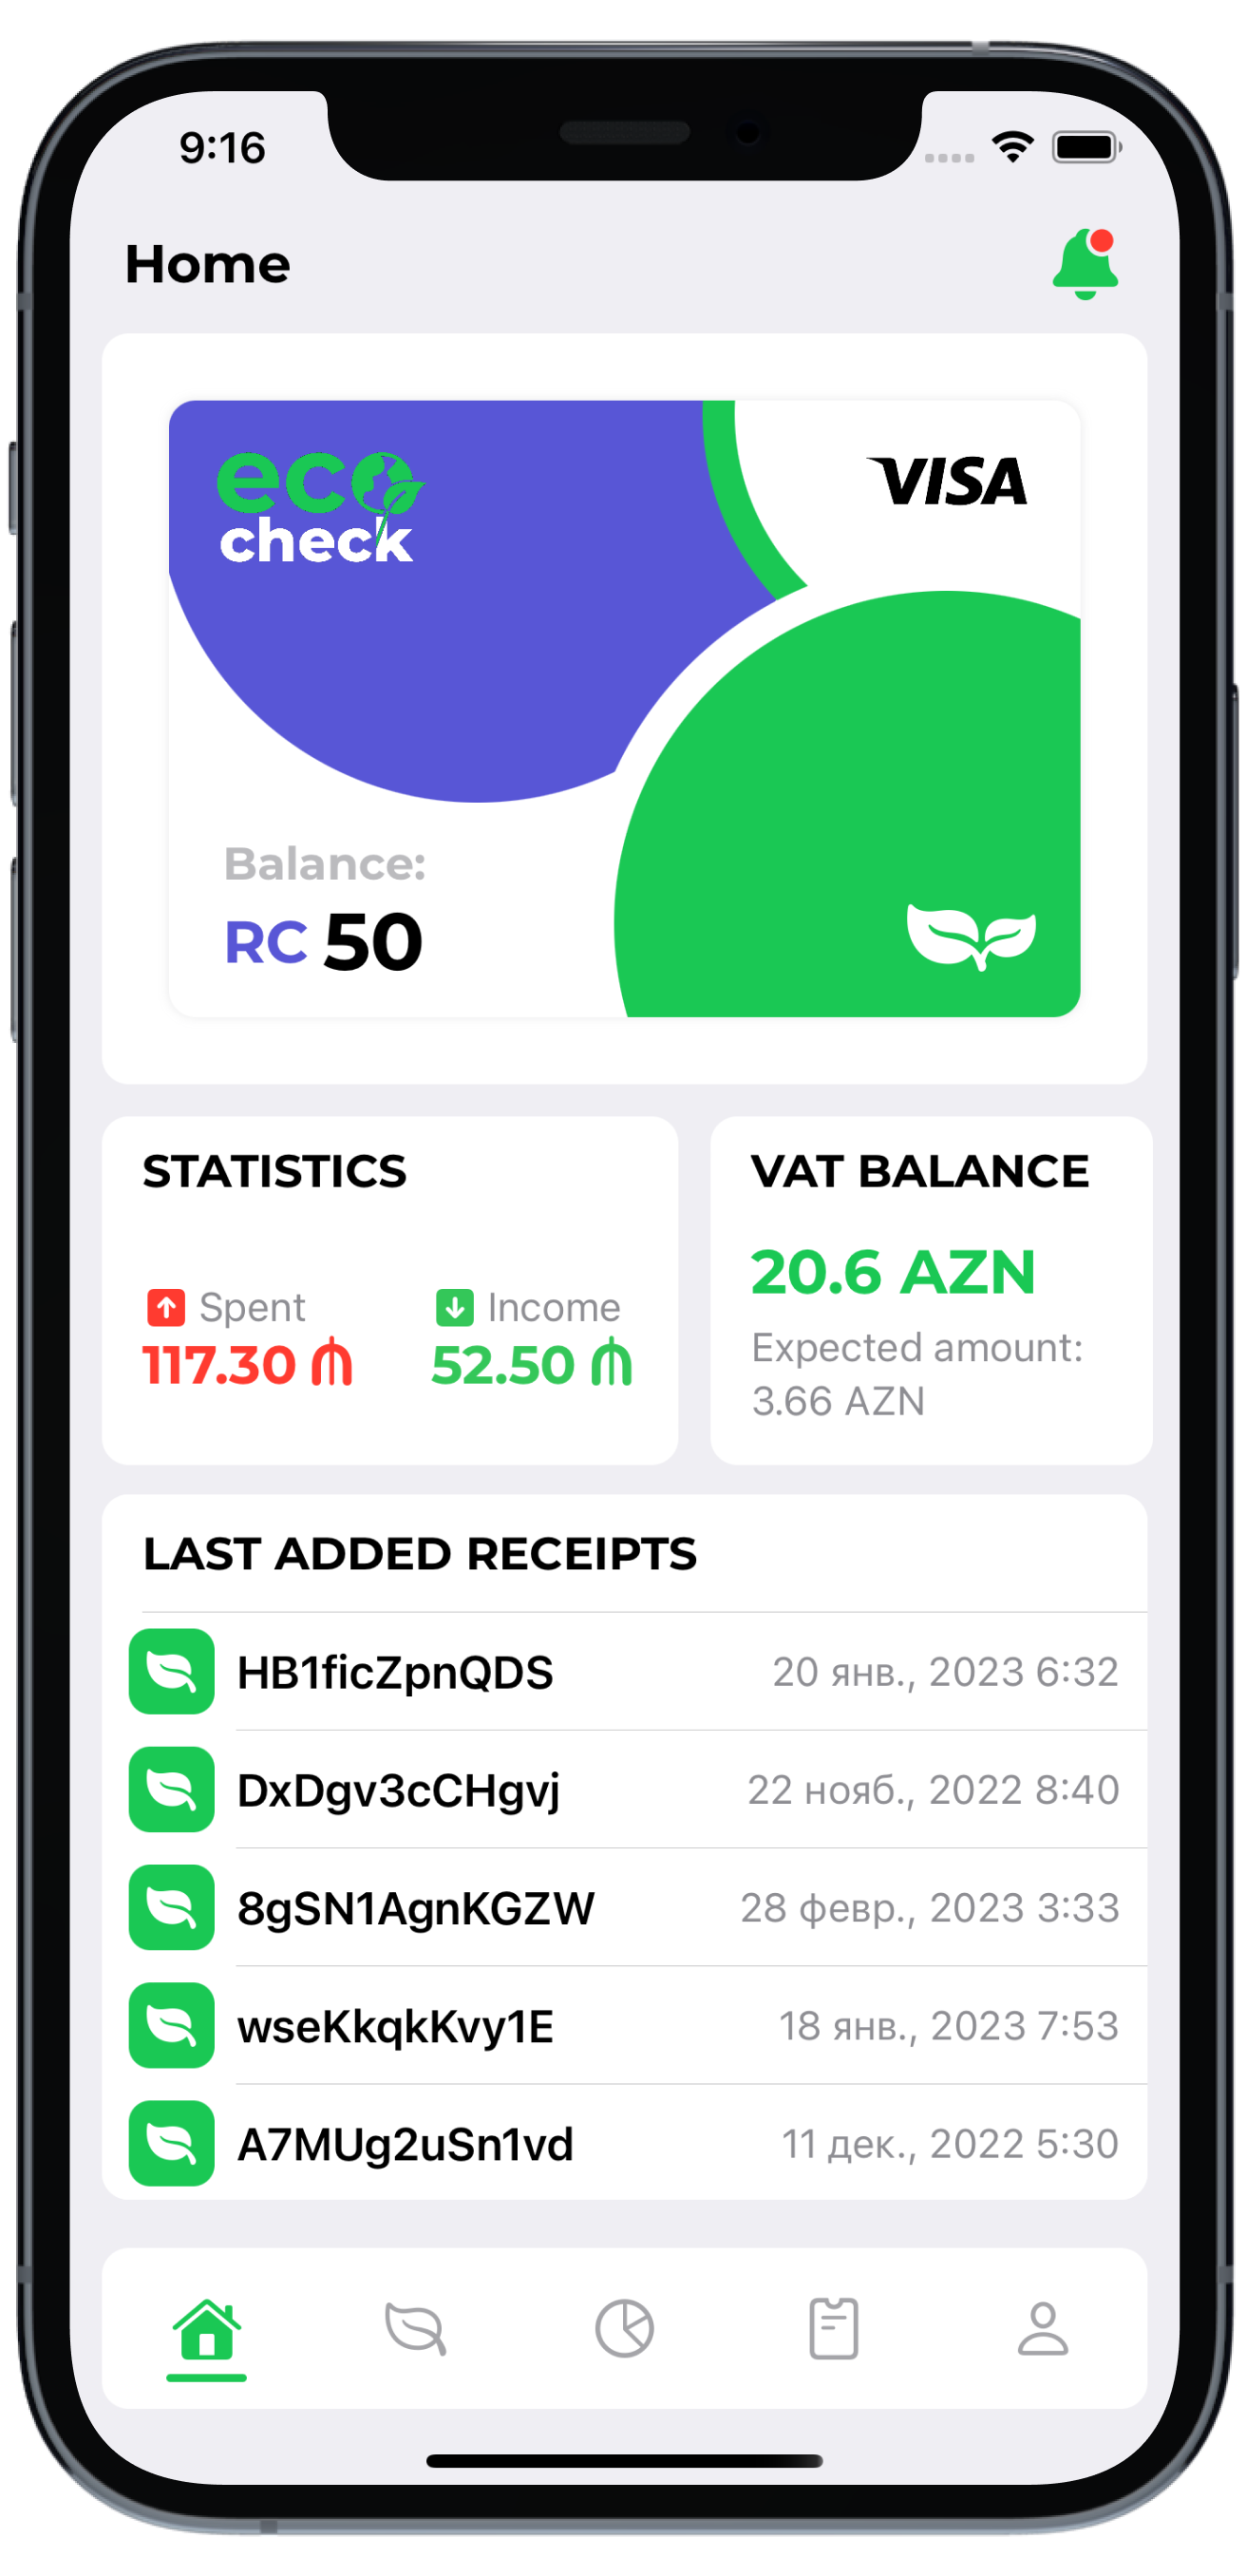 9:16
Home
eco
check
VISA
Balance:
RC 50
STATISTICS
Spent
Income
117.30 ₼
52.50 ₼
VAT BALANCE
20.6 AZN
Expected amount:
3.66 AZN
LAST ADDED RECEIPTS
HB1ficZpnQDS 20 янв., 2023 6:32
DxDgv3cCHgvj 22 нояб., 2022 8:40
8gSN1AgnKGZW 28 февр., 2023 3:33
wseKkqkKvy1E 18 янв., 2023 7:53
A7MUg2uSn1vd 11 дек., 2022 5:30